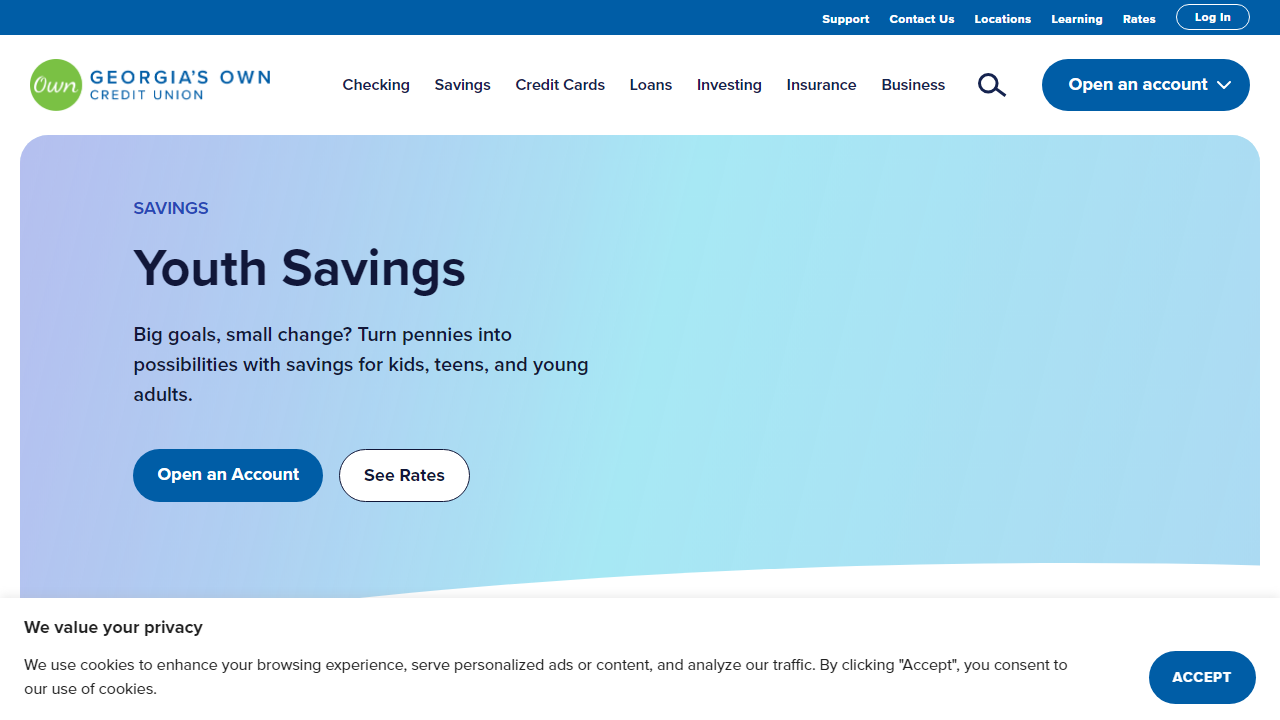 Support Contact Us Locations Learning Rates Log In
Own GEORGIA'S OWN
CREDIT UNION
Checking Savings Credit Cards Loans Investing Insurance Business Open an account
SAVINGS
Youth Savings
Big goals, small change? Turn pennies into
possibilities with savings for kids, teens, and young
adults.
Open an Account See Rates
We value your privacy
We use cookies to enhance your browsing experience, serve personalized ads or content, and analyze our traffic. By clicking "Accept", you consent to
our use of cookies.
ACCEPT